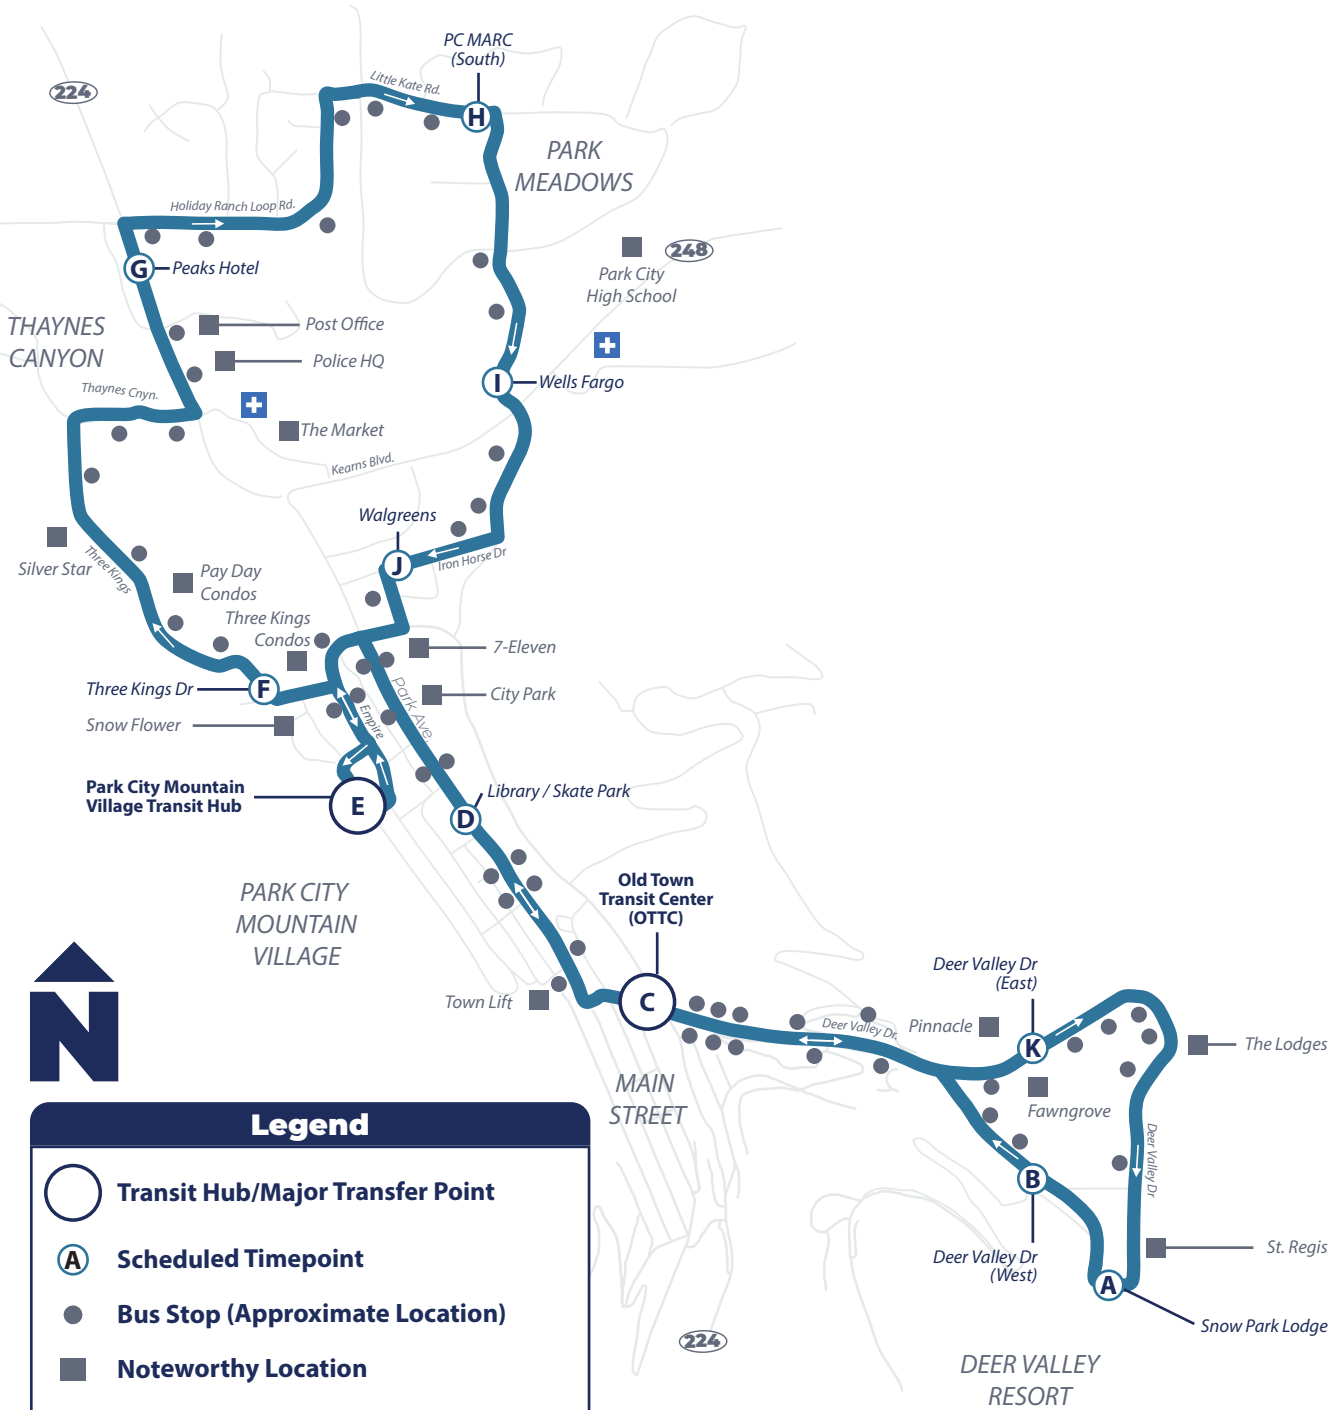 PC MARC
(South)
Little Kate Rd.
224
H
PARK
MEADOWS
Holiday Ranch Loop Rd.
248
Park City
High School
G
Peaks Hotel
THAYNES
CANYON
Post Office
Police HQ
Thaynes Cnyn.
I
Wells Fargo
The Market
Kearns Blvd.
Walgreens
J
Iron Horse Dr
Silver Star
Three Kings
Pay Day
Condos
Three Kings
Condos
7-Eleven
Three Kings Dr
F
City Park
Park Ave.
Snow Flower
Empire
Park City Mountain
Village Transit Hub
E
Library / Skate Park
D
PARK CITY
MOUNTAIN
VILLAGE
Old Town
Transit Center
(OTTC)
C
Town Lift
N
Deer Valley Dr.
Deer Valley Dr
(East)
Pinnacle
K
The Lodges
Fawngrove
MAIN
STREET
Deer Valley Dr
B
Deer Valley Dr
(West)
St. Regis
A
Snow Park Lodge
224
DEER VALLEY
RESORT
Legend
Transit Hub/Major Transfer Point
A
Scheduled Timepoint
Bus Stop (Approximate Location)
Noteworthy Location